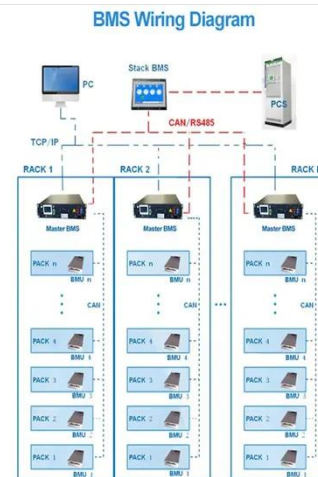 BMS Wiring Diagram
Stack BMS
PC
PCS
CAN/RS485
TCP/IP
RACK 1
RACK 2
RACK
Master BMS
Master BMS
Master BMS
PACK n
BMU n
PACK n
BMU n
PACK n
BMU n
CAN
CAN
CAN
PACK 4
BMU 4
PACK 4
BMU 4
PACK 4
BMU 4
PACK 3
BMU 3
PACK 3
BMU 3
PACK 3
BMU 3
PACK 2
BMU 2
PACK 2
BMU 2
PACK 2
BMU 2
PACK 1
BMU 1
PACK 1
BMU 1
PACK 1
BMU 1